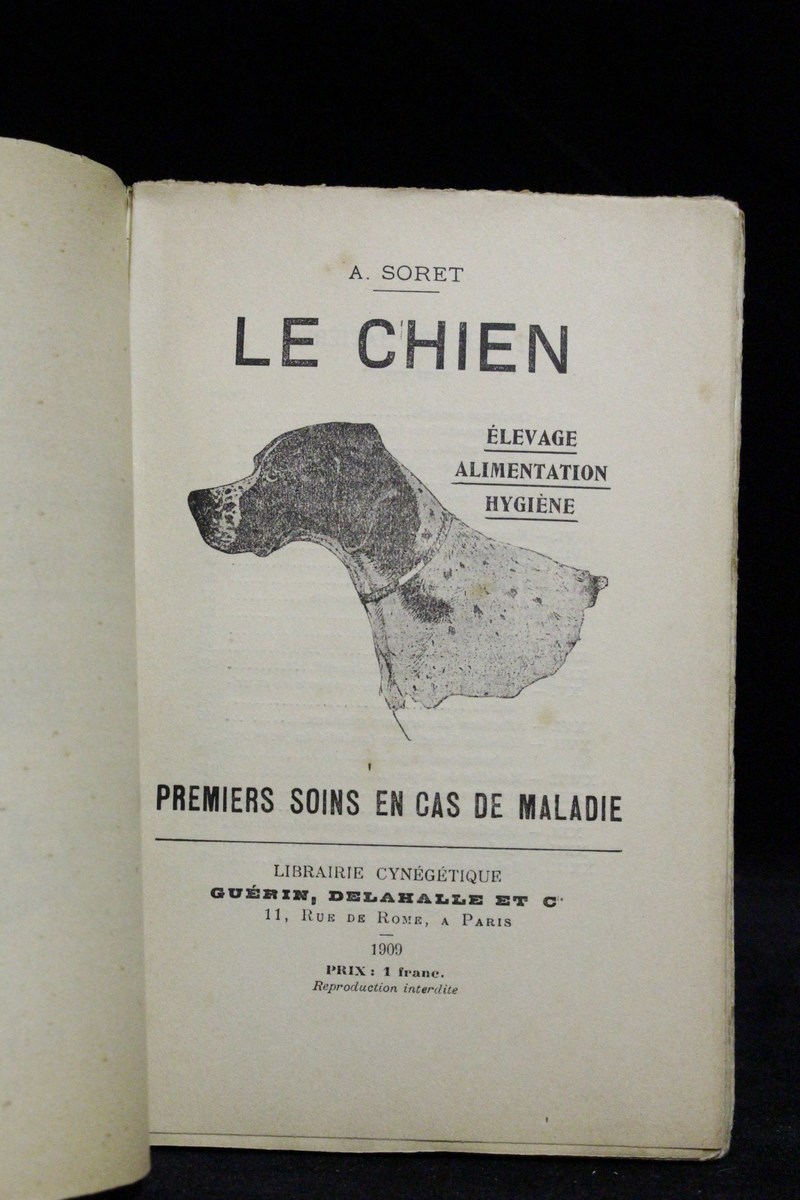 A. SORET
LE CHIEN
ÉLEVAGE
ALIMENTATION
HYGIÈNE
PREMIERS SOINS EN CAS DE MALADIE
LIBRAIRIE CYNÉGÉTIQUE
GUÉRIN, DELAHALLE ET C
11, RUE DE ROME, A PARIS
1909
PRIX : 1 franc.
Reproduction interdite